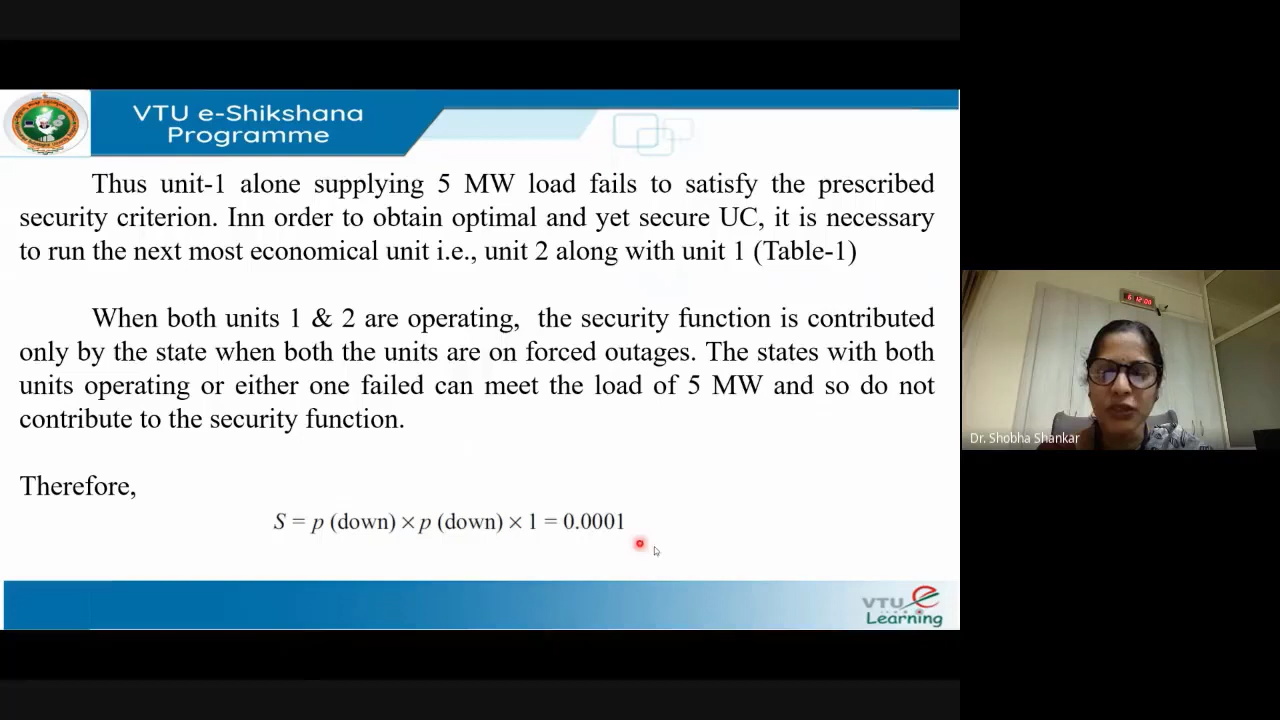 VTU e-Shikshana
Programme
Thus unit-1 alone supplying 5 MW load fails to satisfy the prescribed
security criterion. Inn order to obtain optimal and yet secure UC, it is necessary
to run the next most economical unit i.e., unit 2 along with unit 1 (Table-1)
When both units 1 & 2 are operating, the security function is contributed
only by the state when both the units are on forced outages. The states with both
units operating or either one failed can meet the load of 5 MW and so do not
contribute to the security function.
Therefore,
S = p (down) × p (down) × 1 = 0.0001
VTU e
Learning
Dr. Shobha Shankar